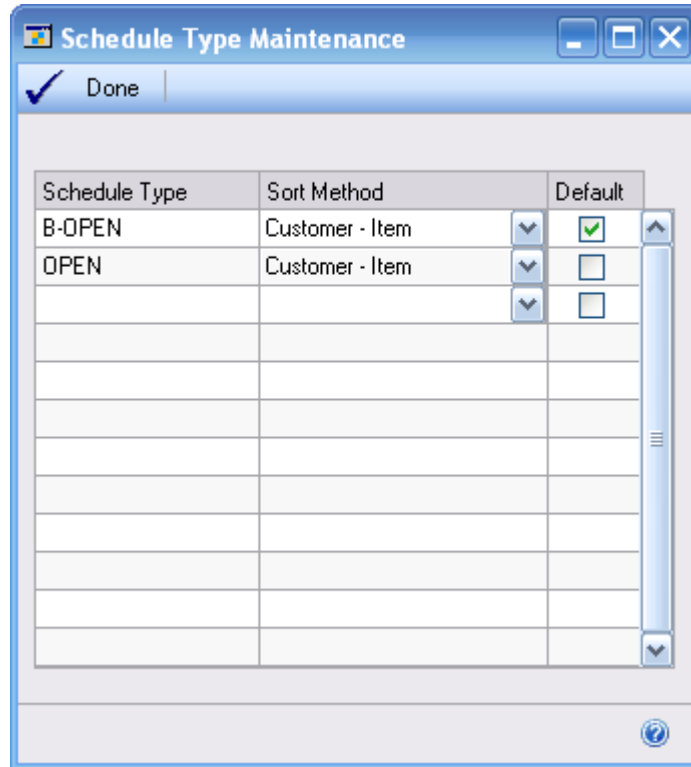 Schedule Type Maintenance
Done
Schedule Type Sort Method Default
B-OPEN Customer - Item
OPEN Customer - Item